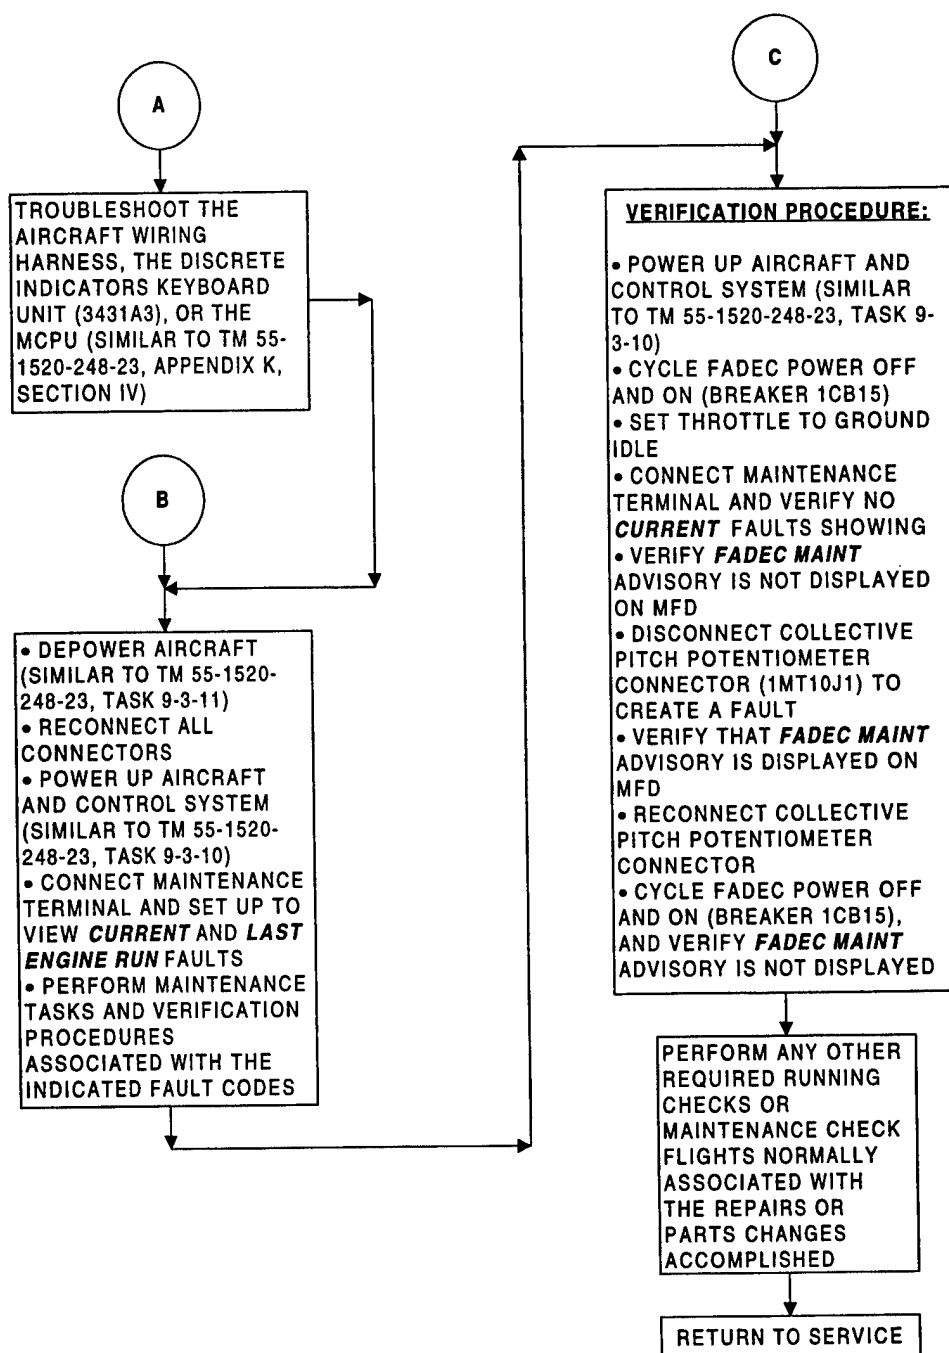 A
TROUBLESHOOT THE
AIRCRAFT WIRING
HARNESS, THE DISCRETE
INDICATORS KEYBOARD
UNIT (3431A3), OR THE
MCPU (SIMILAR TO TM 55-
1520-248-23, APPENDIX K,
SECTION IV)
B
• DEPOWER AIRCRAFT
(SIMILAR TO TM 55-1520-
248-23, TASK 9-3-11)
• RECONNECT ALL
CONNECTORS
• POWER UP AIRCRAFT
AND CONTROL SYSTEM
(SIMILAR TO TM 55-1520-
248-23, TASK 9-3-10)
• CONNECT MAINTENANCE
TERMINAL AND SET UP TO
VIEW CURRENT AND LAST
ENGINE RUN FAULTS
• PERFORM MAINTENANCE
TASKS AND VERIFICATION
PROCEDURES
ASSOCIATED WITH THE
INDICATED FAULT CODES
C
VERIFICATION PROCEDURE:
• POWER UP AIRCRAFT AND
CONTROL SYSTEM (SIMILAR
TO TM 55-1520-248-23, TASK 9-
3-10)
• CYCLE FADEC POWER OFF
AND ON (BREAKER 1CB15)
• SET THROTTLE TO GROUND
IDLE
• CONNECT MAINTENANCE
TERMINAL AND VERIFY NO
CURRENT FAULTS SHOWING
• VERIFY FADEC MAINT
ADVISORY IS NOT DISPLAYED
ON MFD
• DISCONNECT COLLECTIVE
PITCH POTENTIOMETER
CONNECTOR (1MT10J1) TO
CREATE A FAULT
• VERIFY THAT FADEC MAINT
ADVISORY IS DISPLAYED ON
MFD
• RECONNECT COLLECTIVE
PITCH POTENTIOMETER
CONNECTOR
• CYCLE FADEC POWER OFF
AND ON (BREAKER 1CB15),
AND VERIFY FADEC MAINT
ADVISORY IS NOT DISPLAYED
PERFORM ANY OTHER
REQUIRED RUNNING
CHECKS OR
MAINTENANCE CHECK
FLIGHTS NORMALLY
ASSOCIATED WITH
THE REPAIRS OR
PARTS CHANGES
ACCOMPLISHED
RETURN TO SERVICE